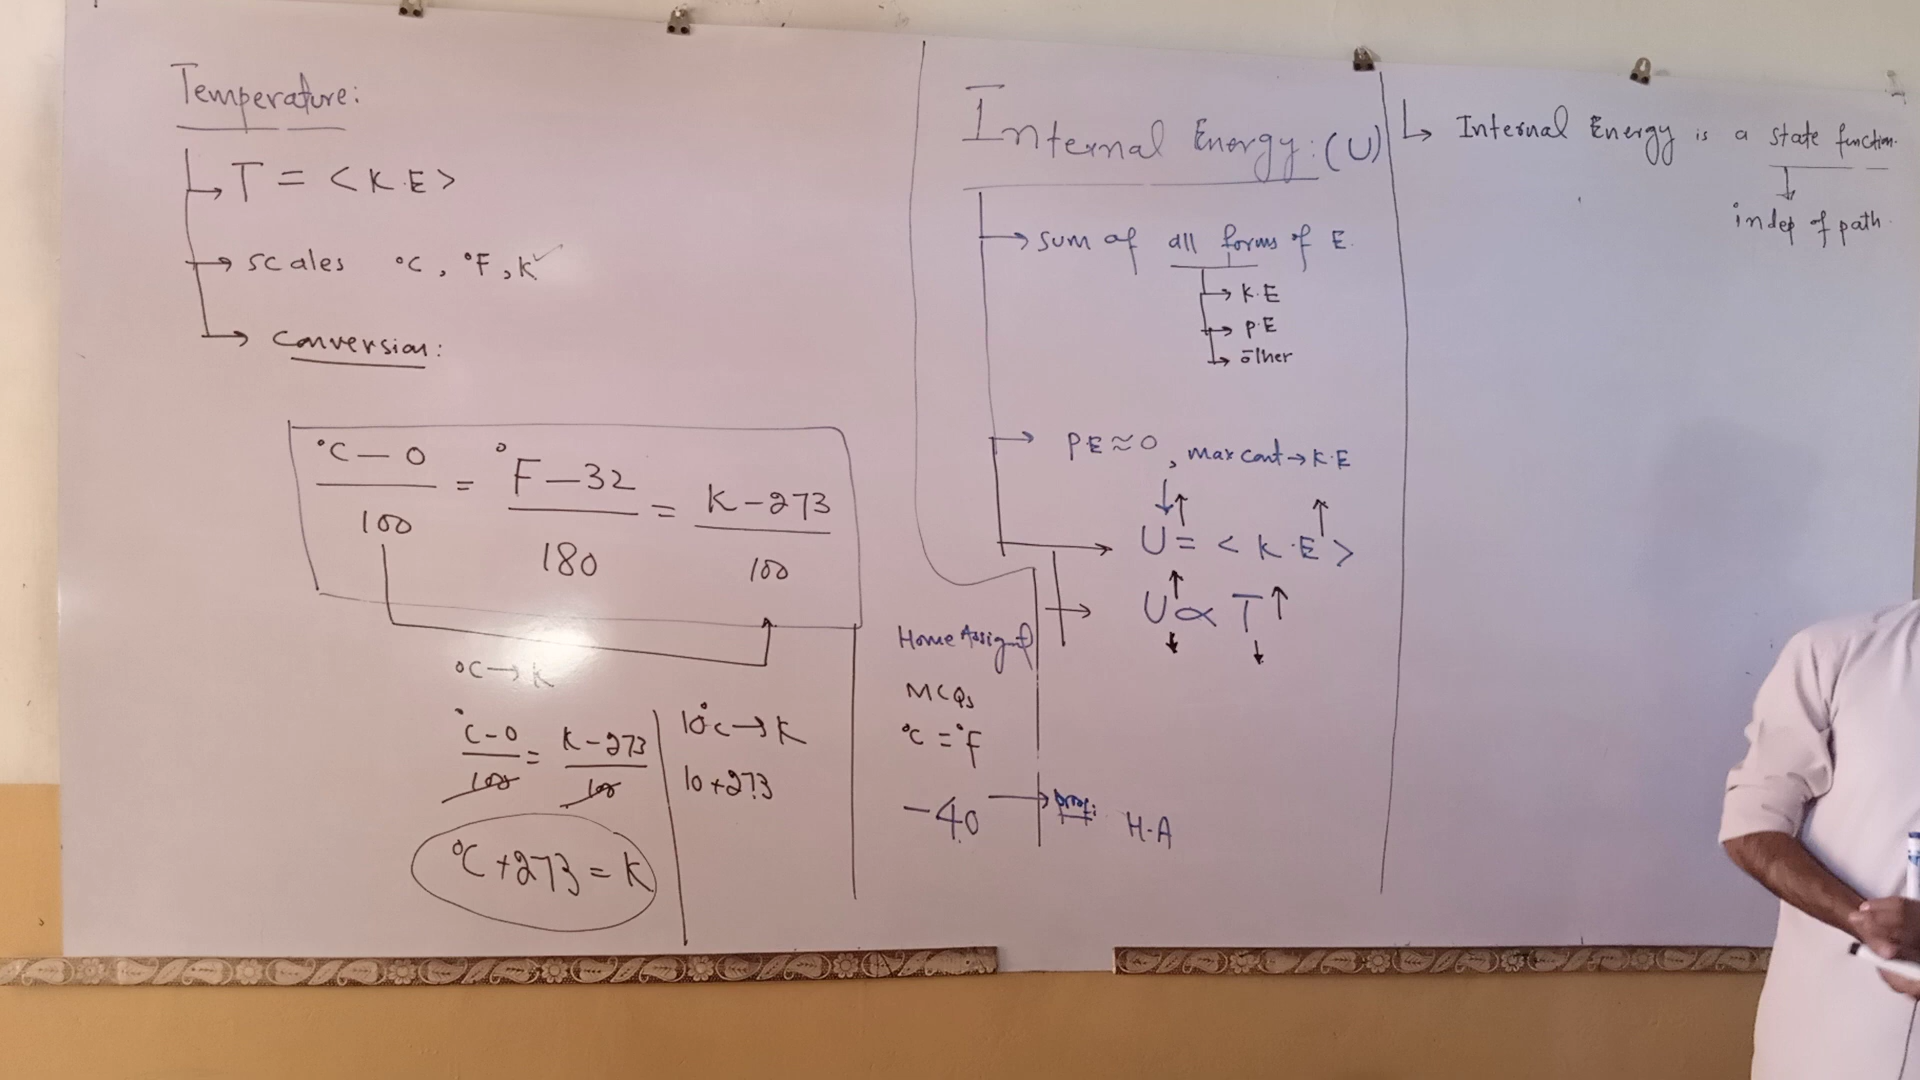 Temperature:
T = <K.E>
scales °C, °F, K
Conversion:
°C – 0 / 100 = °F – 32 / 180 = K – 273 / 100
°C → K
°C – 0 / 100 = K – 273 / 100
°C + 273 = K
10°C → K
10 + 273
Home Assigmt
MCQs
°C = °F
–40 → proof: H.A
Internal Energy: (U)
sum of all forms of E.
K.E
P.E
other
P.E ≈ 0, max cont → K.E
U = <K.E>
U ∝ T
Internal Energy is a state function.
indep of path.